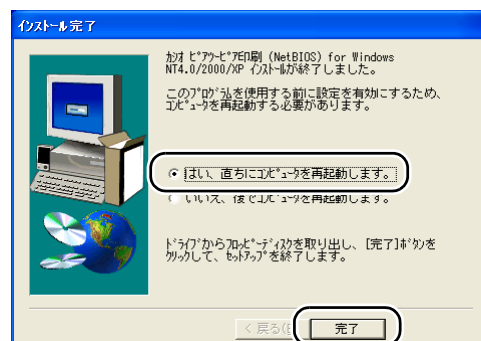 インストール完了
カシオ ピアツーピア印刷 (NetBIOS) for Windows
NT4.0/2000/XP インストールが終了しました。
このプログラムを使用する前に設定を有効にするため、
コンピュータを再起動する必要があります。
はい、直ちにコンピュータを再起動します。
いいえ、後でコンピュータを再起動します。
ドライブからフロッピーディスクを取り出し、[完了]ボタンを
クリックして、セットアップを終了します。
< 戻る(
完了